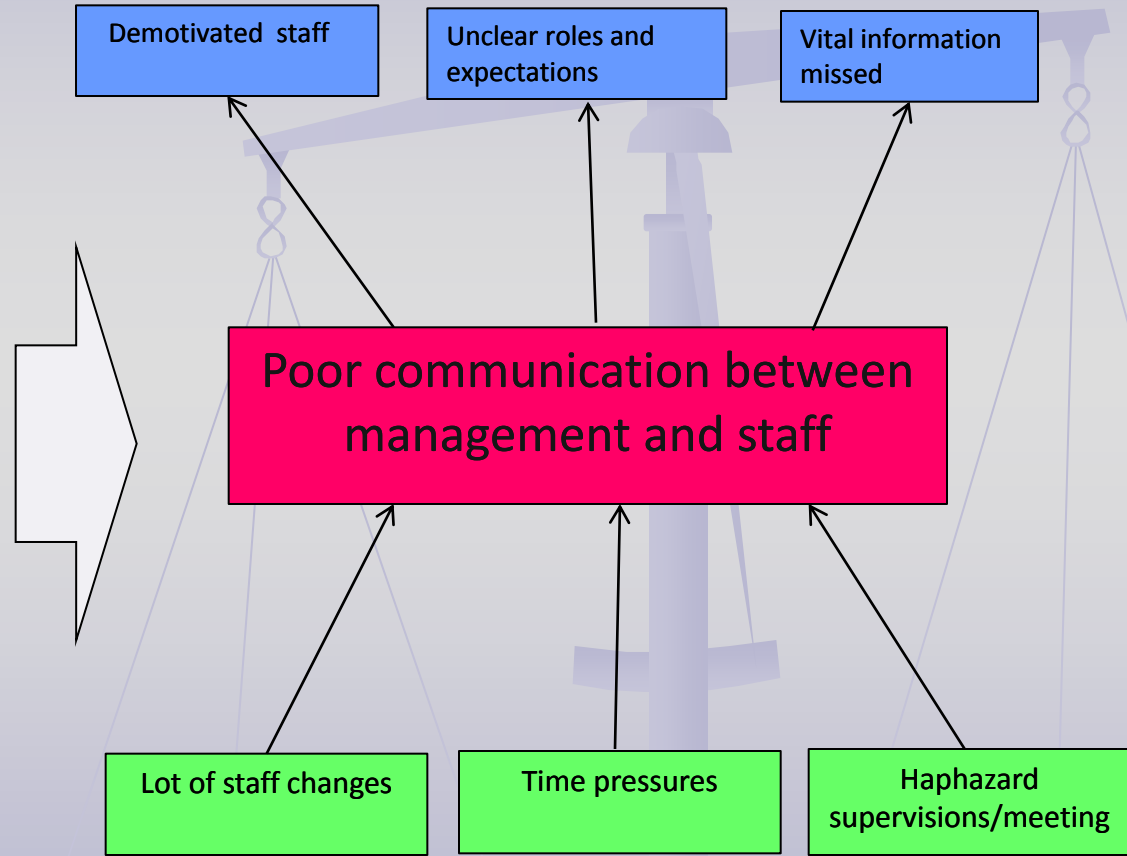 Demotivated  staff
Unclear roles and
expectations
Vital information
missed
Poor communication between
management and staff
Lot of staff changes
Time pressures
Haphazard
supervisions/meeting